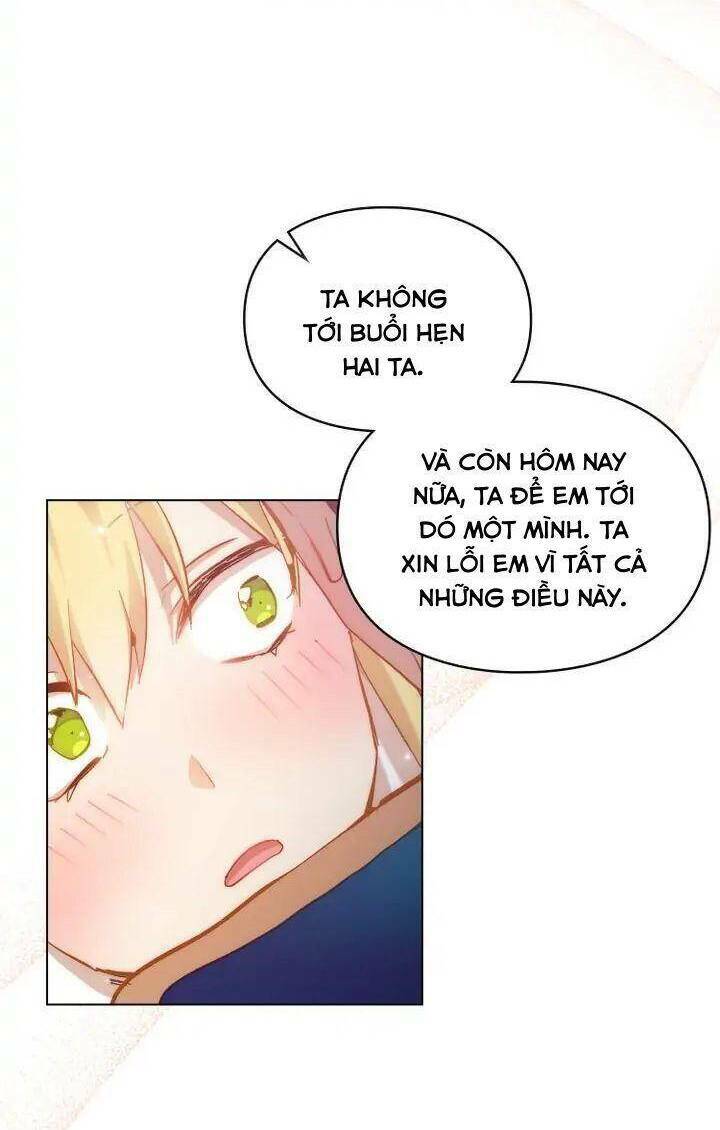 TA KHÔNG
TỚI BUỔI HẸN
HAI TA.
VÀ CÒN HÔM NAY
NỮA, TA ĐỂ EM TỚI
DÓ MỘT MÌNH. TA
XIN LỖI EM VÌ TẤT CẢ
NHỮNG ĐIỀU NÀY.